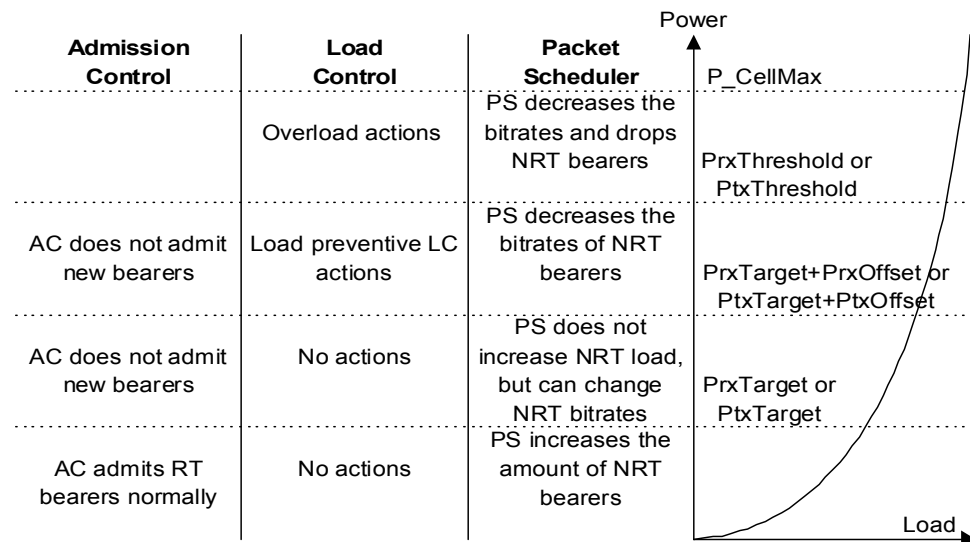 Power
Admission
Control
Load
Control
Packet
Scheduler
P_CellMax
Overload actions
PS decreases the
bitrates and drops
NRT bearers
PrxThreshold or
PtxThreshold
AC does not admit
new bearers
Load preventive LC
actions
PS decreases the
bitrates of NRT
bearers
PrxTarget+PrxOffset or
PtxTarget+PtxOffset
AC does not admit
new bearers
No actions
PS does not
increase NRT load,
but can change
NRT bitrates
PrxTarget or
PtxTarget
AC admits RT
bearers normally
No actions
PS increases the
amount of NRT
bearers
Load